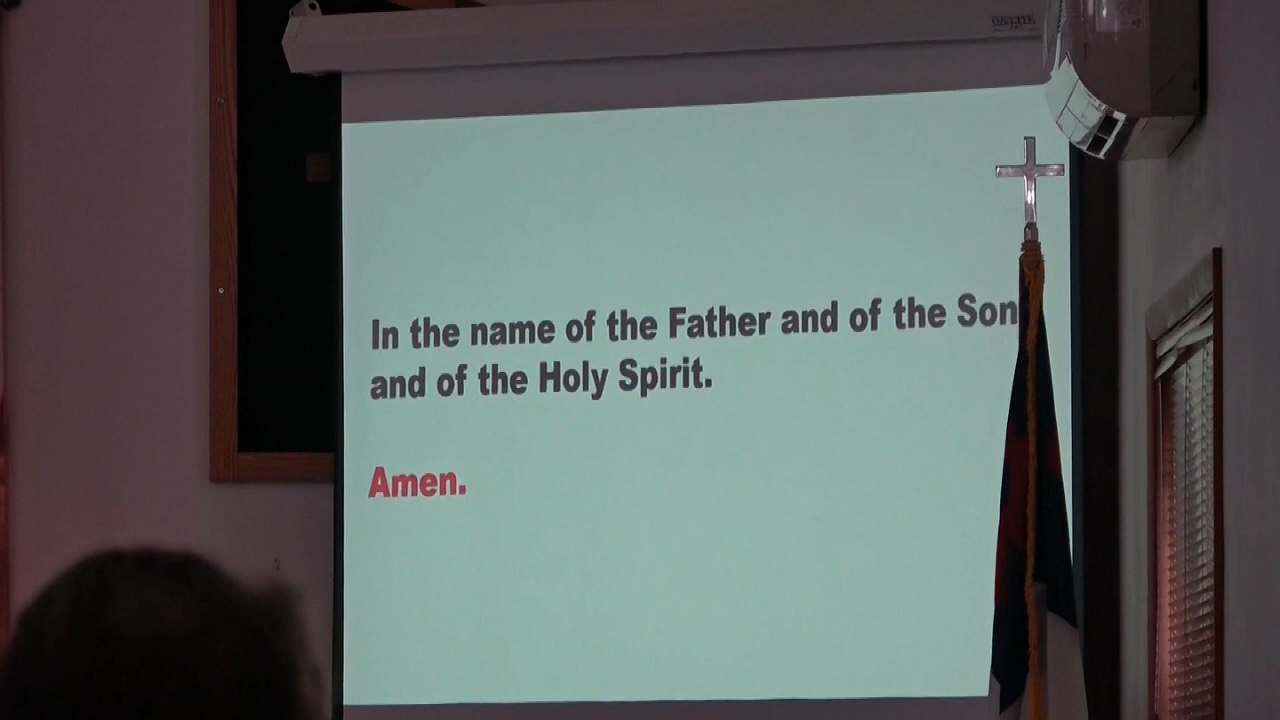 In the name of the Father and of the Son
and of the Holy Spirit.
Amen.